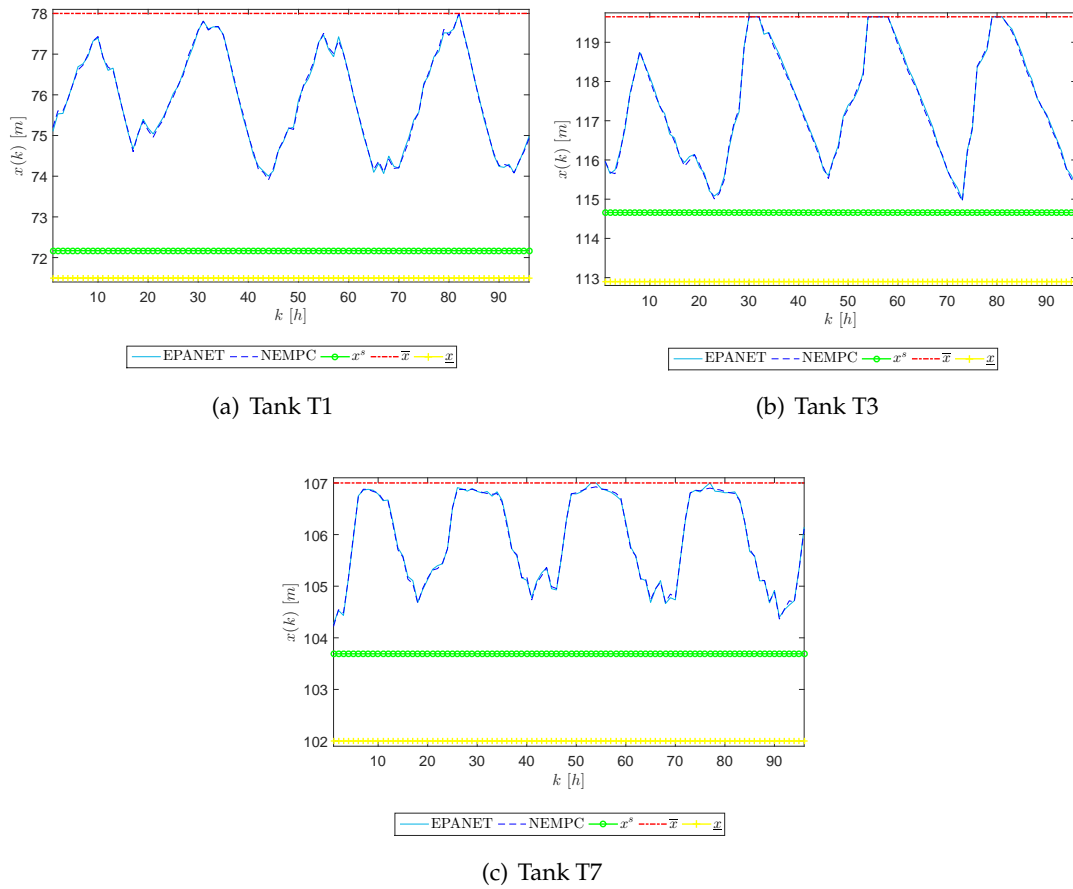 78
77
76
75
74
73
72
x(k) [m]
10 20 30 40 50 60 70 80 90
k [h]
EPANET NEMPC xˢ x̅ x̲
(a) Tank T1
119
118
117
116
115
114
113
x(k) [m]
10 20 30 40 50 60 70 80 90
k [h]
EPANET NEMPC xˢ x̅ x̲
(b) Tank T3
107
106
105
104
103
102
x(k) [m]
10 20 30 40 50 60 70 80 90
k [h]
EPANET NEMPC xˢ x̅ x̲
(c) Tank T7